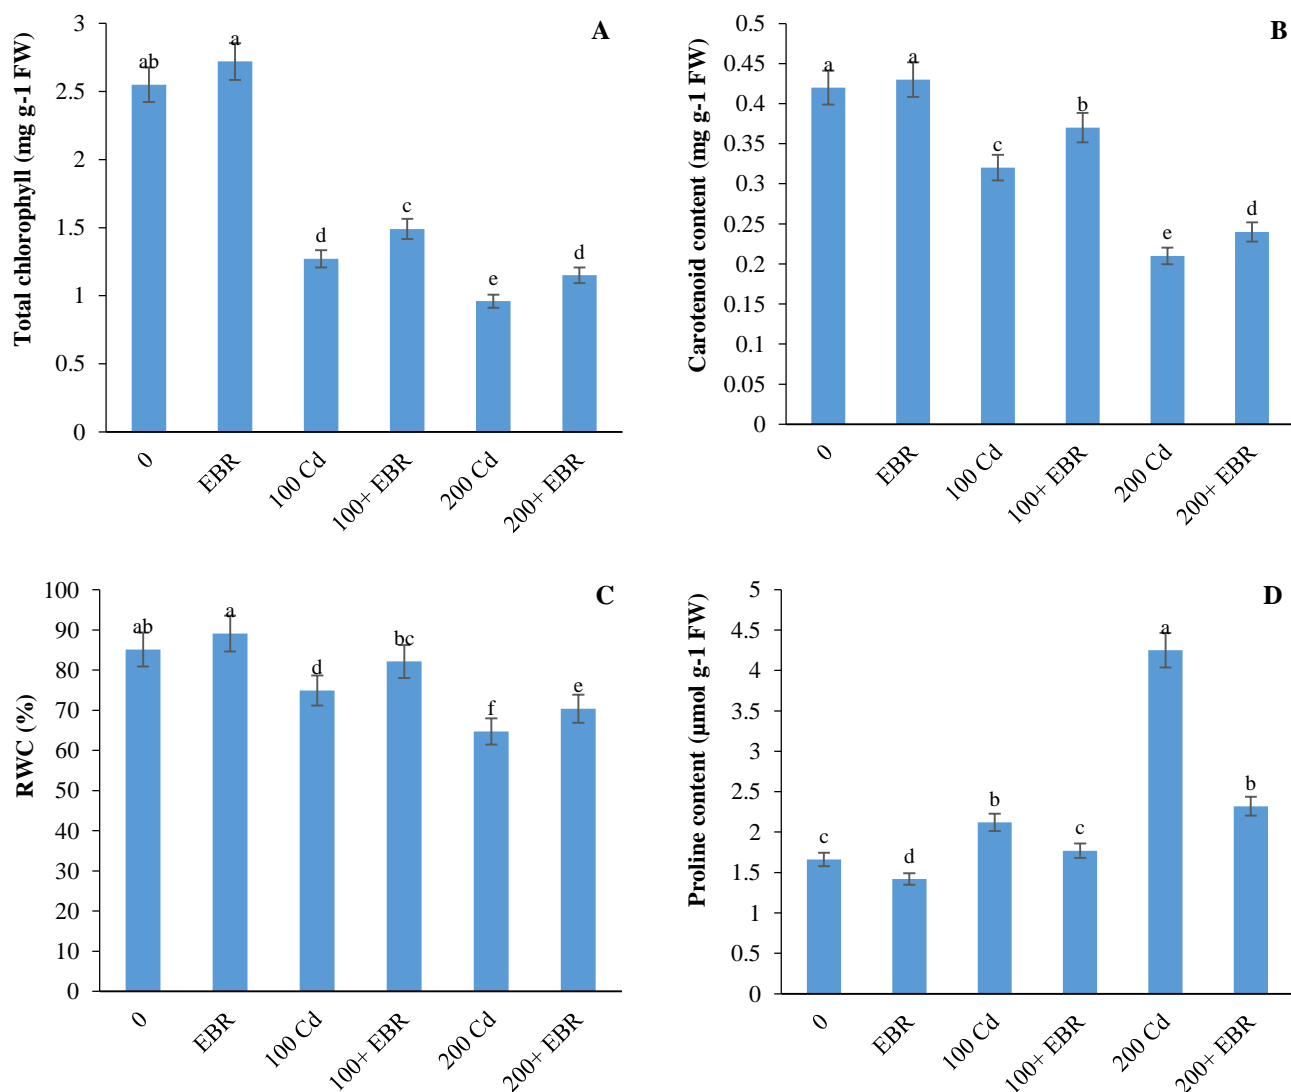 A
Total chlorophyll (mg g-1 FW)
3
2.5
2
1.5
1
0.5
0
ab
a
d
c
e
d
0
EBR
100 Cd
100+ EBR
200 Cd
200+ EBR
B
Carotenoid content (mg g-1 FW)
0.5
0.45
0.4
0.35
0.3
0.25
0.2
0.15
0.1
0.05
0
a
a
c
b
e
d
0
EBR
100 Cd
100+ EBR
200 Cd
200+ EBR
C
RWC (%)
100
90
80
70
60
50
40
30
20
10
0
ab
a
d
bc
f
e
0
EBR
100 Cd
100+ EBR
200 Cd
200+ EBR
D
Proline content (µmol g-1 FW)
5
4.5
4
3.5
3
2.5
2
1.5
1
0.5
0
c
d
b
c
a
b
0
EBR
100 Cd
100+ EBR
200 Cd
200+ EBR